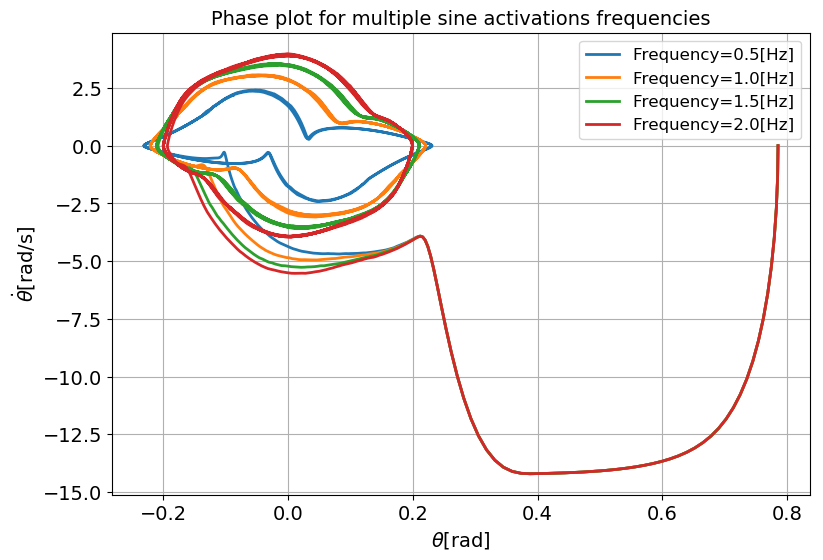 Phase plot for multiple sine activations frequencies
Frequency=0.5[Hz]
Frequency=1.0[Hz]
Frequency=1.5[Hz]
Frequency=2.0[Hz]
2.5
0.0
−2.5
−5.0
−7.5
−10.0
−12.5
−15.0
θ̇[rad/s]
−0.2 0.0 0.2 0.4 0.6 0.8
θ[rad]